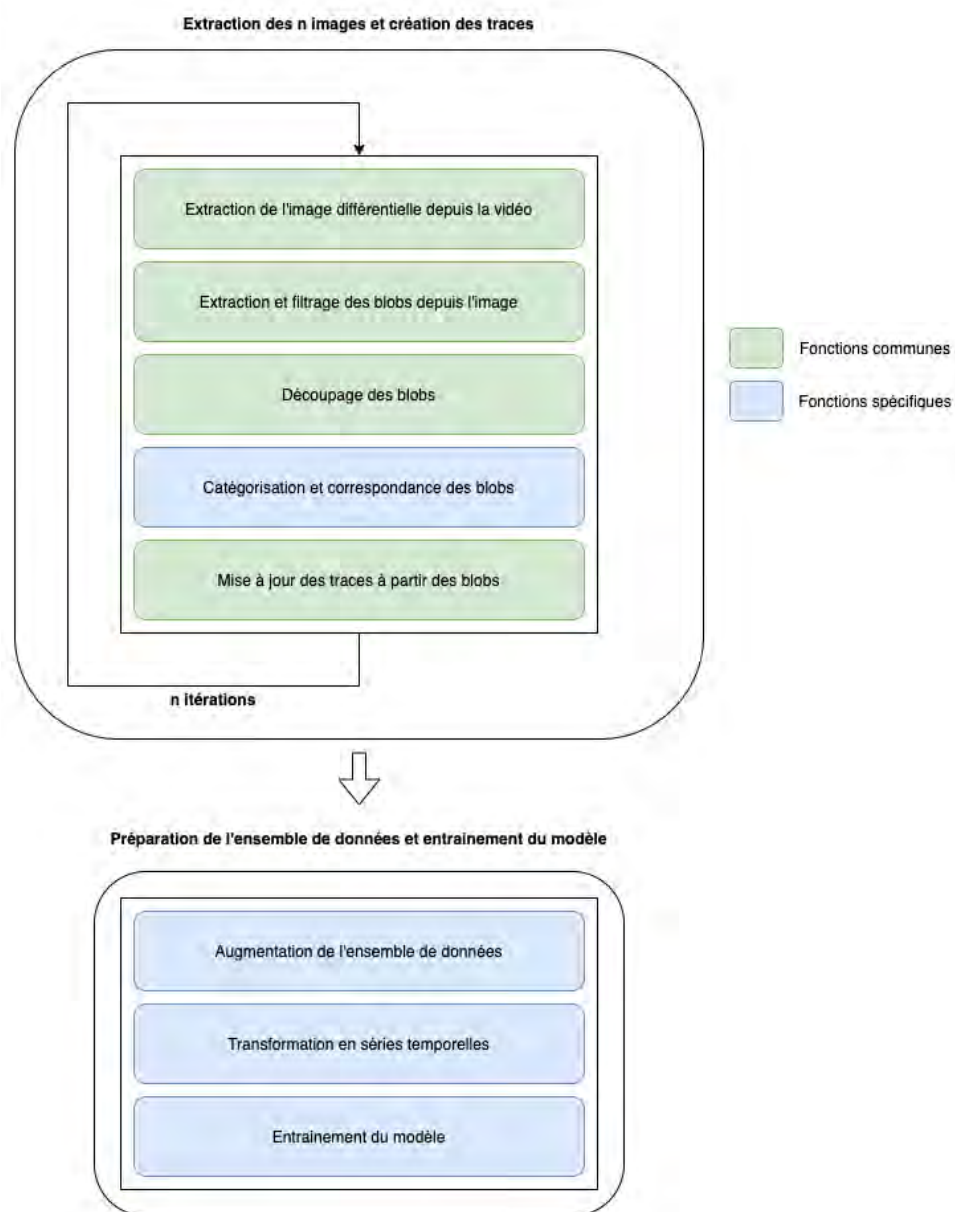 Extraction des n images et création des traces
Extraction de l'image différentielle depuis la vidéo
Extraction et filtrage des blobs depuis l'image
Découpage des blobs
Catégorisation et correspondance des blobs
Mise à jour des traces à partir des blobs
n itérations
Fonctions communes
Fonctions spécifiques
Préparation de l'ensemble de données et entrainement du modèle
Augmentation de l'ensemble de données
Transformation en séries temporelles
Entrainement du modèle